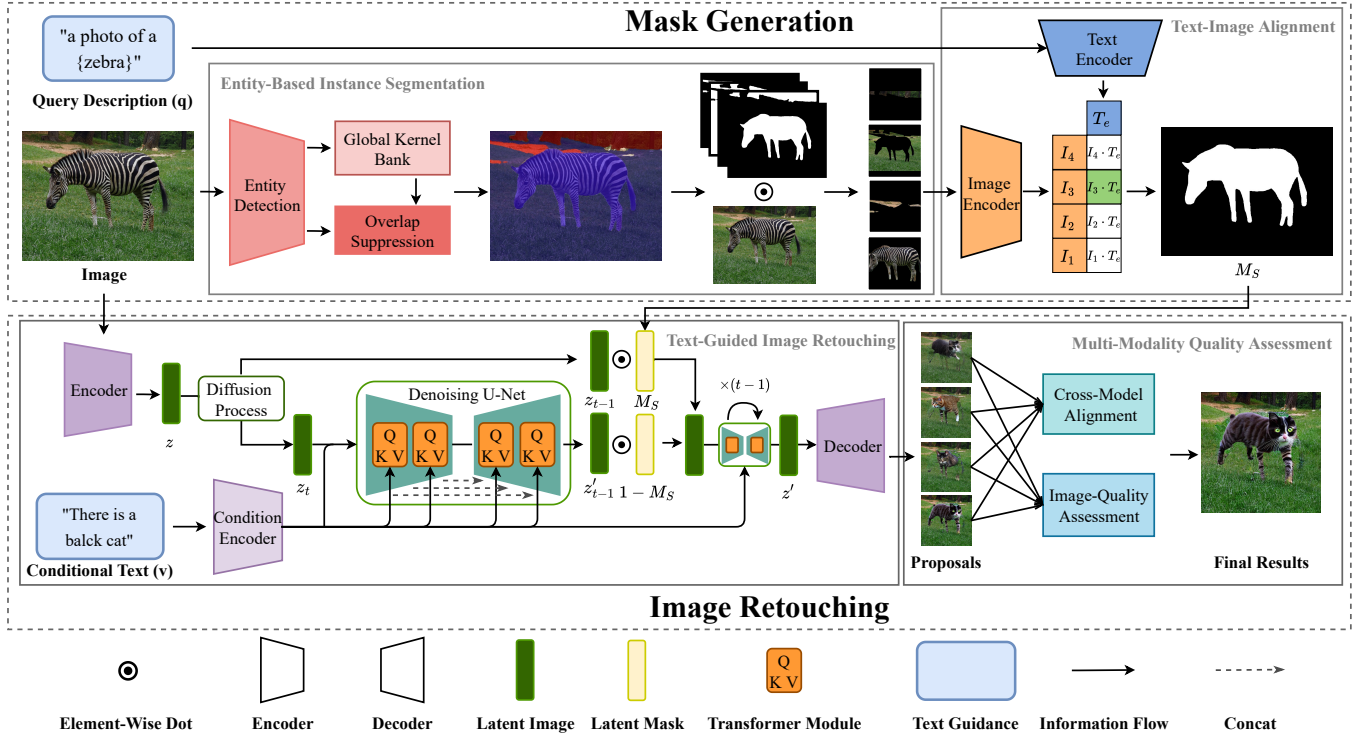 Mask Generation
"a photo of a
{zebra}"
Query Description (q)
Image
Entity-Based Instance Segmentation
Entity
Detection
Global Kernel
Bank
Overlap
Suppression
Text-Image Alignment
Text
Encoder
Image
Encoder
T_e
I_4 I_4 · T_e
I_3 I_3 · T_e
I_2 I_2 · T_e
I_1 I_1 · T_e
M_S
Text-Guided Image Retouching
Encoder
z
Diffusion
Process
z_t
"There is a
balck cat"
Conditional Text (v)
Condition
Encoder
Denoising U-Net
Q
K V
Q
K V
Q
K V
Q
K V
z_{t-1} M_S
z'_{t-1} 1 − M_S
×(t − 1)
z'
Decoder
Multi-Modality Quality Assessment
Proposals
Cross-Model
Alignment
Image-Quality
Assessment
Final Results
Image Retouching
Q
K V
Element-Wise Dot
Encoder
Decoder
Latent Image
Latent Mask
Transformer Module
Text Guidance
Information Flow
Concat